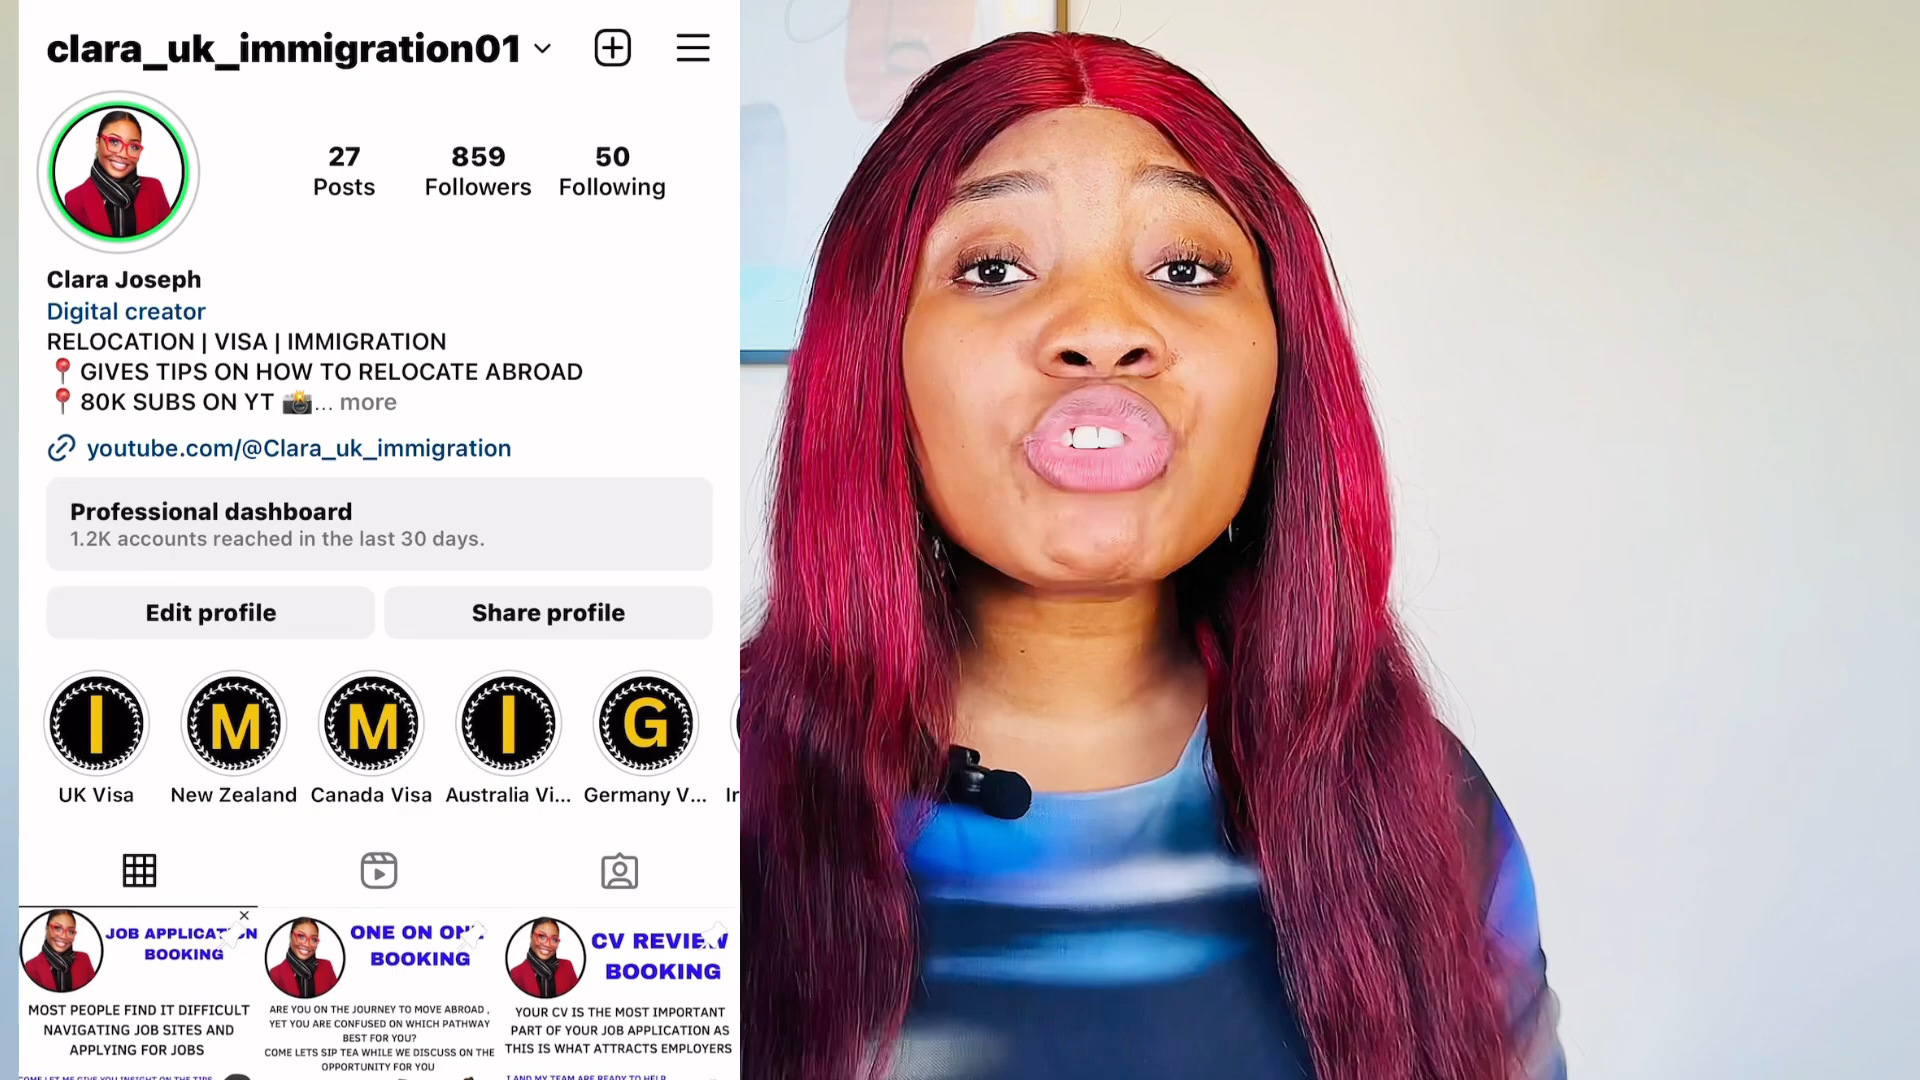 clara_uk_immigration01
27 859 50
Posts Followers Following
Clara Joseph
Digital creator
RELOCATION | VISA | IMMIGRATION
📍 GIVES TIPS ON HOW TO RELOCATE ABROAD
📍 80K SUBS ON YT 📸... more
youtube.com/@Clara_uk_immigration
Professional dashboard
1.2K accounts reached in the last 30 days.
Edit profile Share profile
I M M I G
UK Visa New Zealand Canada Visa Australia Vi... Germany V...
JOB APPLICATION
BOOKING
MOST PEOPLE FIND IT DIFFICULT
NAVIGATING JOB SITES AND
APPLYING FOR JOBS
ONE ON ONE
BOOKING
ARE YOU ON THE JOURNEY TO MOVE ABROAD ,
YET YOU ARE CONFUSED ON WHICH PATHWAY
BEST FOR YOU?
COME LETS SIP TEA WHILE WE DISCUSS ON THE
OPPORTUNITY FOR YOU
CV REVIEW
BOOKING
YOUR CV IS THE MOST IMPORTANT
PART OF YOUR JOB APPLICATION AS
THIS IS WHAT ATTRACTS EMPLOYERS